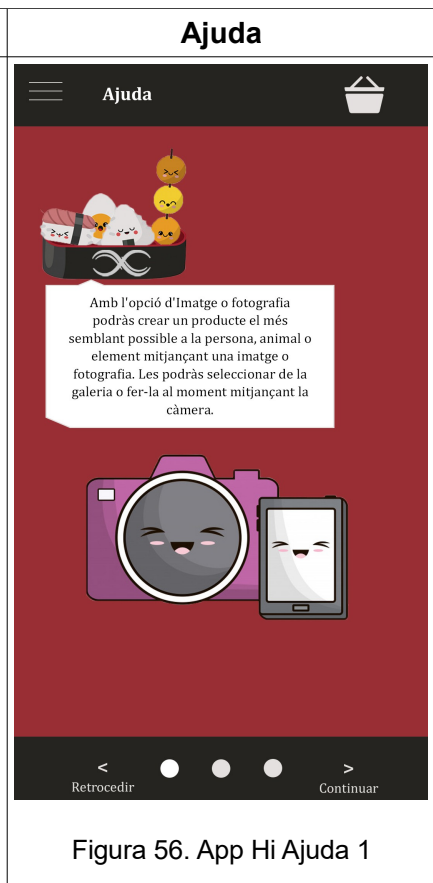 Ajuda
Ajuda
Amb l'opció d'Imatge o fotografia
podràs crear un producte el més
semblant possible a la persona, animal o
element mitjançant una imatge o
fotografia. Les podràs seleccionar de la
galeria o fer-la al moment mitjançant la
càmera.
< >
Retrocedir Continuar
Figura 56. App Hi Ajuda 1